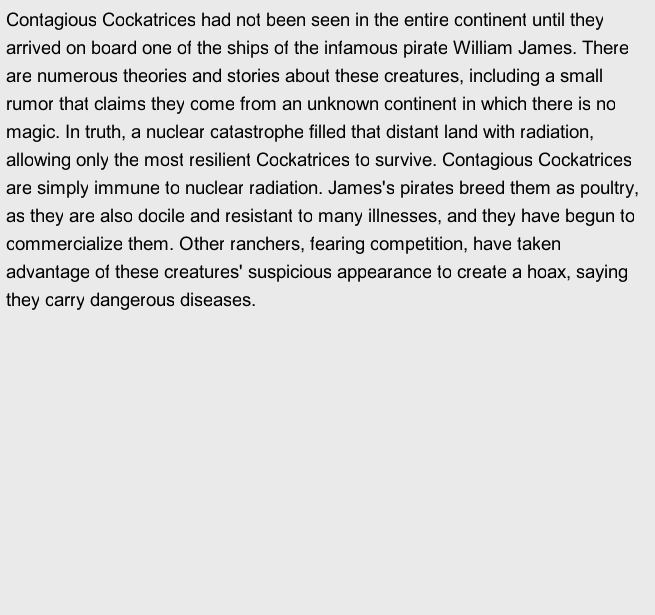 Contagious Cockatrices had not been seen in the entire continent until they
arrived on board one of the ships of the infamous pirate William James. There
are numerous theories and stories about these creatures, including a small
rumor that claims they come from an unknown continent in which there is no
magic. In truth, a nuclear catastrophe filled that distant land with radiation,
allowing only the most resilient Cockatrices to survive. Contagious Cockatrices
are simply immune to nuclear radiation. James's pirates breed them as poultry,
as they are also docile and resistant to many illnesses, and they have begun to
commercialize them. Other ranchers, fearing competition, have taken
advantage of these creatures' suspicious appearance to create a hoax, saying
they carry dangerous diseases.